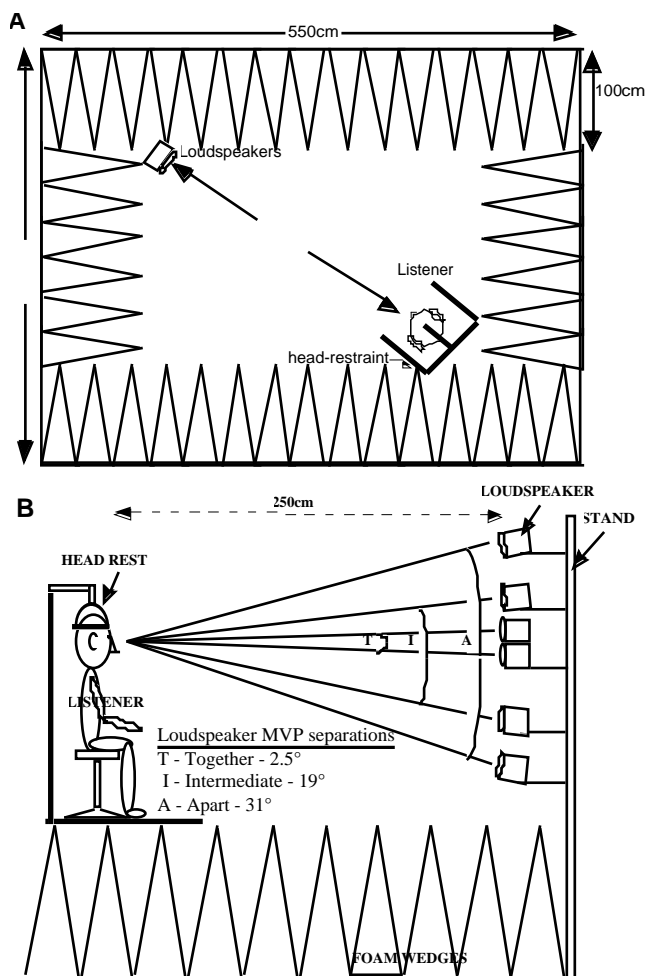 A
550cm
100cm
Loudspeakers
Listener
head-restraint
B
250cm
LOUDSPEAKER
STAND
HEAD REST
T I A
LISTENER
Loudspeaker MVP separations
T - Together - 2.5°
I - Intermediate - 19°
A - Apart - 31°
FOAM WEDGES